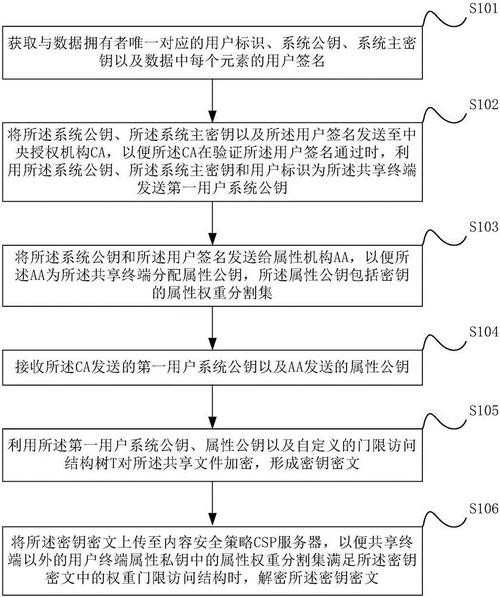 S101
获取与数据拥有者唯一对应的用户标识、系统公钥、系统主密
钥以及数据中每个元素的用户签名
S102
将所述系统公钥、所述系统主密钥以及所述用户签名发送至中
央授权机构CA，以便所述CA在验证所述用户签名通过时，利
用所述系统公钥、所述系统主密钥和用户标识为所述共享终端
发送第一用户系统公钥
S103
将所述系统公钥和所述用户签名发送给属性机构AA，以便所
述AA为所述共享终端分配属性公钥，所述属性公钥包括密钥
的属性权重分割集
S104
接收所述CA发送的第一用户系统公钥以及AA发送的属性公钥
S105
利用所述第一用户系统公钥、属性公钥以及自定义的门限访问
结构树T对所述共享文件加密，形成密钥密文
S106
将所述密钥密文上传至内容安全策略CSP服务器，以便共享终
端以外的用户终端属性私钥中的属性权重分割集满足所述密钥
密文中的权重门限访问结构时，解密所述密钥密文